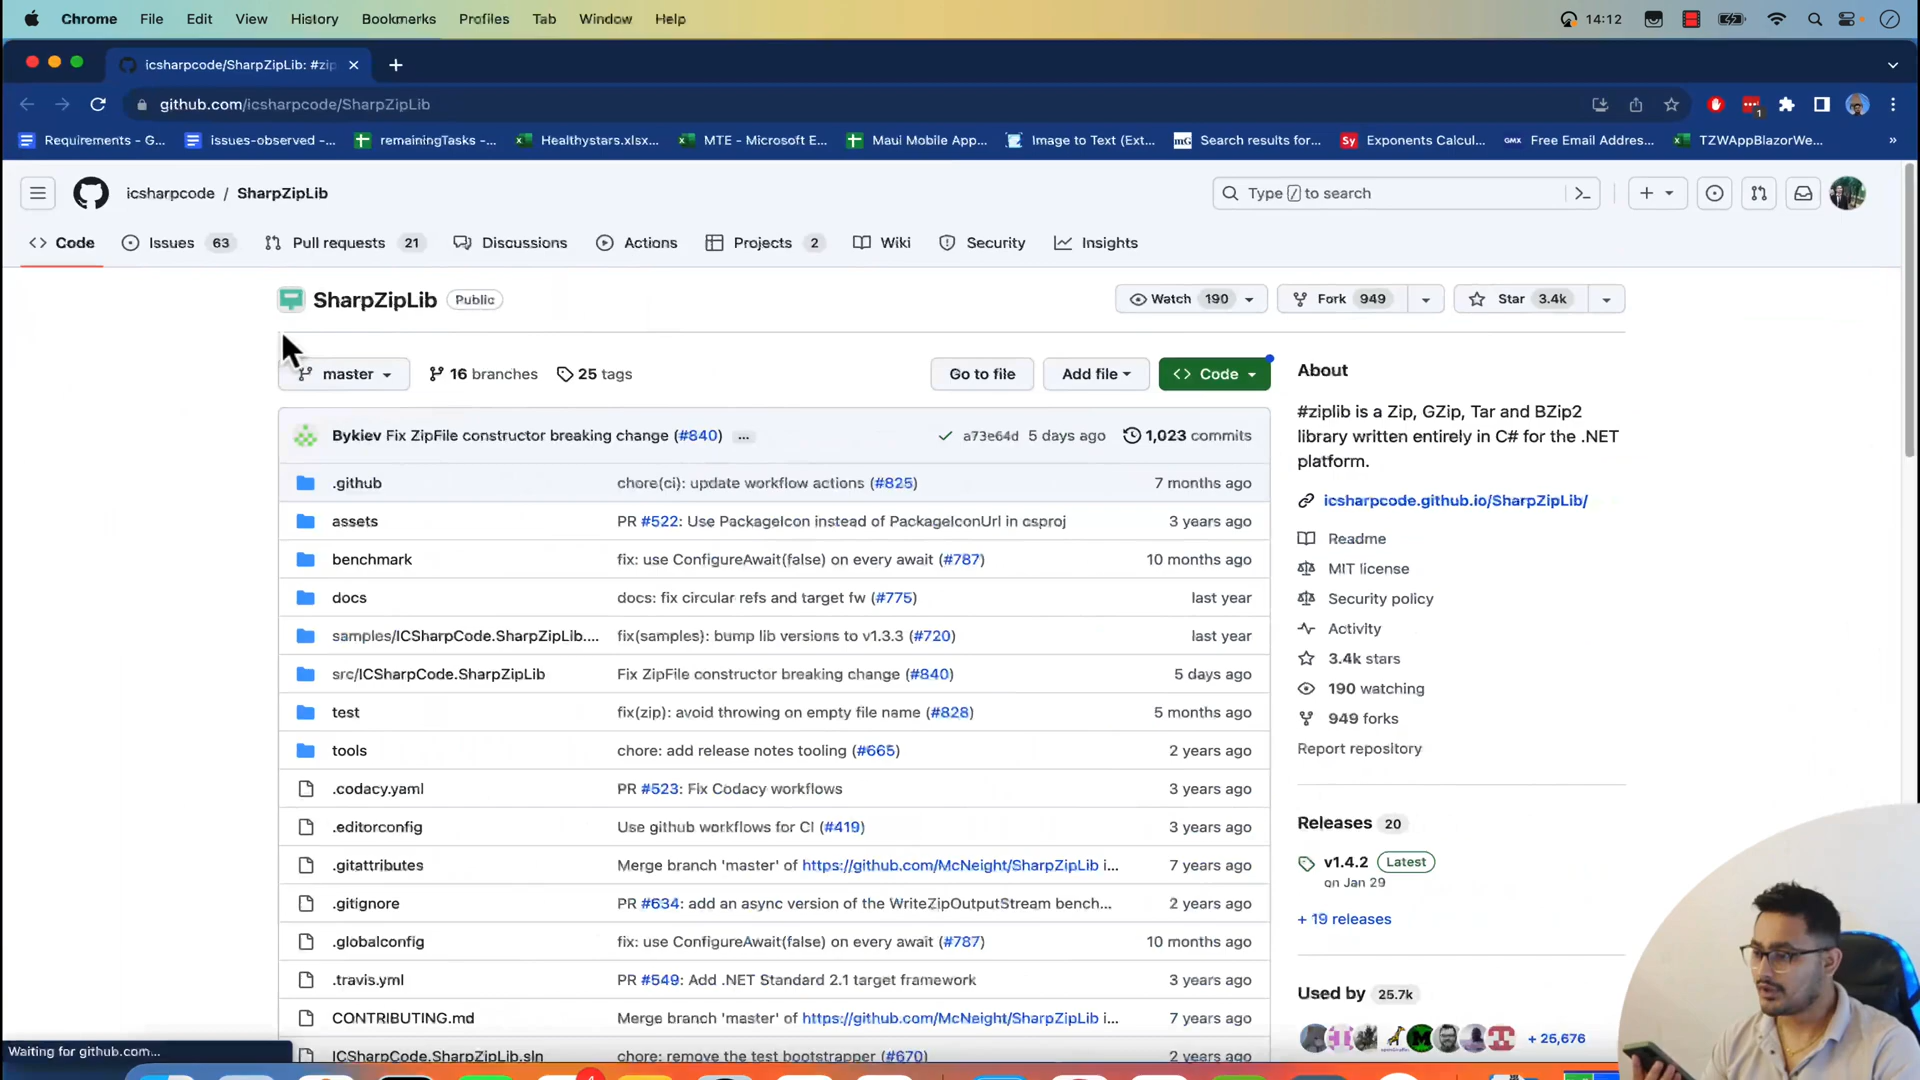 Chrome File Edit View History Bookmarks Profiles Tab Window Help 14:12
icsharpcode/SharpZipLib: #zip
github.com/icsharpcode/SharpZipLib
Requirements - G... issues-observed -... remainingTasks -... Healthystars.xlsx... MTE - Microsoft E... Maui Mobile App... Image to Text (Ext... Search results for... Exponents Calcul... Free Email Addres... TZWAppBlazorWe... »
icsharpcode / SharpZipLib Type / to search
Code Issues 63 Pull requests 21 Discussions Actions Projects 2 Wiki Security Insights
SharpZipLib Public Watch 190 Fork 949 Star 3.4k
master 16 branches 25 tags Go to file Add file Code
Bykiev Fix ZipFile constructor breaking change (#840) ... a73e64d 5 days ago 1,023 commits
.github chore(ci): update workflow actions (#825) 7 months ago
assets PR #522: Use PackageIcon instead of PackageIconUrl in csproj 3 years ago
benchmark fix: use ConfigureAwait(false) on every await (#787) 10 months ago
docs docs: fix circular refs and target fw (#775) last year
samples/ICSharpCode.SharpZipLib.... fix(samples): bump lib versions to v1.3.3 (#720) last year
src/ICSharpCode.SharpZipLib Fix ZipFile constructor breaking change (#840) 5 days ago
test fix(zip): avoid throwing on empty file name (#828) 5 months ago
tools chore: add release notes tooling (#665) 2 years ago
.codacy.yaml PR #523: Fix Codacy workflows 3 years ago
.editorconfig Use github workflows for CI (#419) 3 years ago
.gitattributes Merge branch 'master' of https://github.com/McNeight/SharpZipLib i... 7 years ago
.gitignore PR #634: add an async version of the WriteZipOutputStream bench... 2 years ago
.globalconfig fix: use ConfigureAwait(false) on every await (#787) 10 months ago
.travis.yml PR #549: Add .NET Standard 2.1 target framework 3 years ago
CONTRIBUTING.md Merge branch 'master' of https://github.com/McNeight/SharpZipLib i... 7 years ago
ICSharpCode.SharpZipLib.sln chore: remove the test bootstrapper (#670) 2 years ago
About
#ziplib is a Zip, GZip, Tar and BZip2
library written entirely in C# for the .NET
platform.
icsharpcode.github.io/SharpZipLib/
Readme
MIT license
Security policy
Activity
3.4k stars
190 watching
949 forks
Report repository
Releases 20
v1.4.2 Latest
on Jan 29
+ 19 releases
Used by 25.7k
+ 25,676
Waiting for github.com...